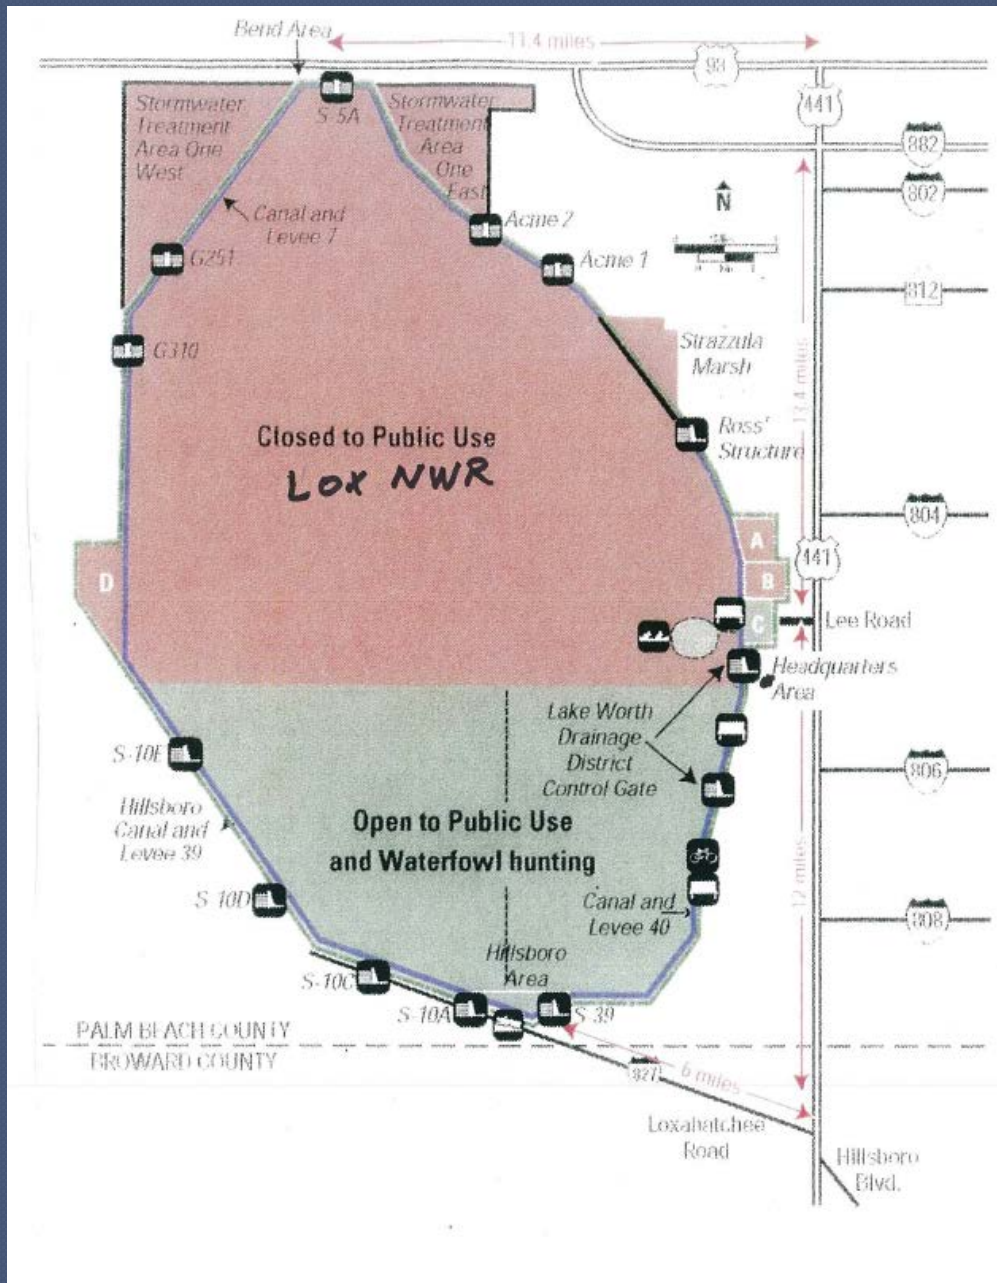 Bend Area
11.4 miles
98
441
Stormwater
Treatment
Area One
West
S-5A
Stormwater
Treatment
Area
One
East
882
802
N
Canal and
Levee 7
Acme 2
G251
Acme 1
812
G310
Strazzula
Marsh
13.4 miles
Closed to Public Use
LOX NWR
Ross'
Structure
804
A
441
D
B
C
Lee Road
Headquarters
Area
Lake Worth
Drainage
District
Control Gate
S-10E
806
Hillsboro
Canal and
Levee 39
Open to Public Use
and Waterfowl hunting
12 miles
S-10D
Canal and
Levee 40
808
Hillsboro
Area
S-10C
S-10A
S-39
PALM BEACH COUNTY
BROWARD COUNTY
827
6 miles
Loxahatchee
Road
Hillsboro
Blvd.